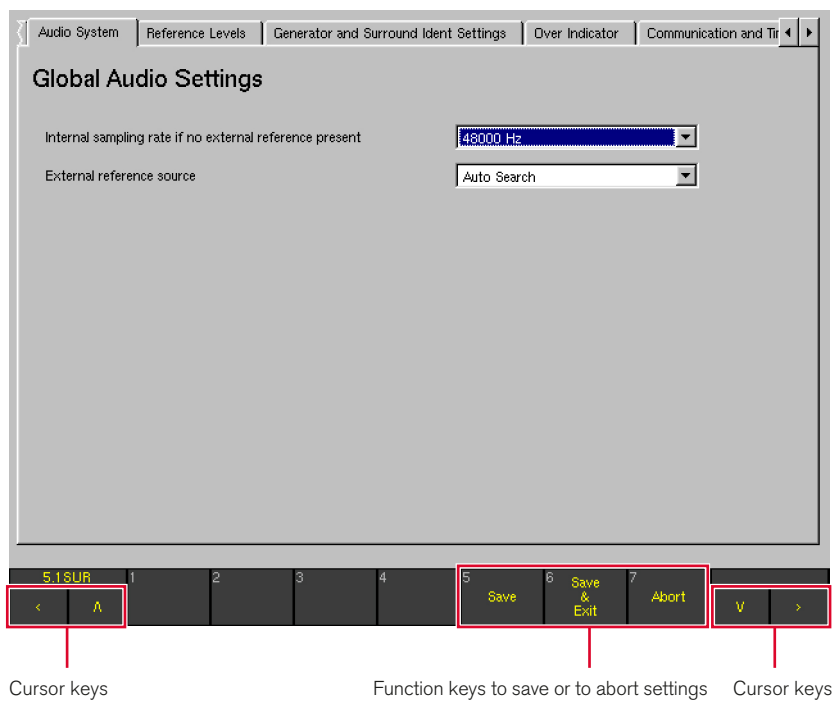 Audio System Reference Levels Generator and Surround Ident Settings Over Indicator Communication and
Global Audio Settings
Internal sampling rate if no external reference present 48000 Hz
External reference source Auto Search
5.1SUR 1 2 3 4 5 6 7
< Λ Save Save & Exit Abort V >
Cursor keys Function keys to save or to abort settings Cursor keys